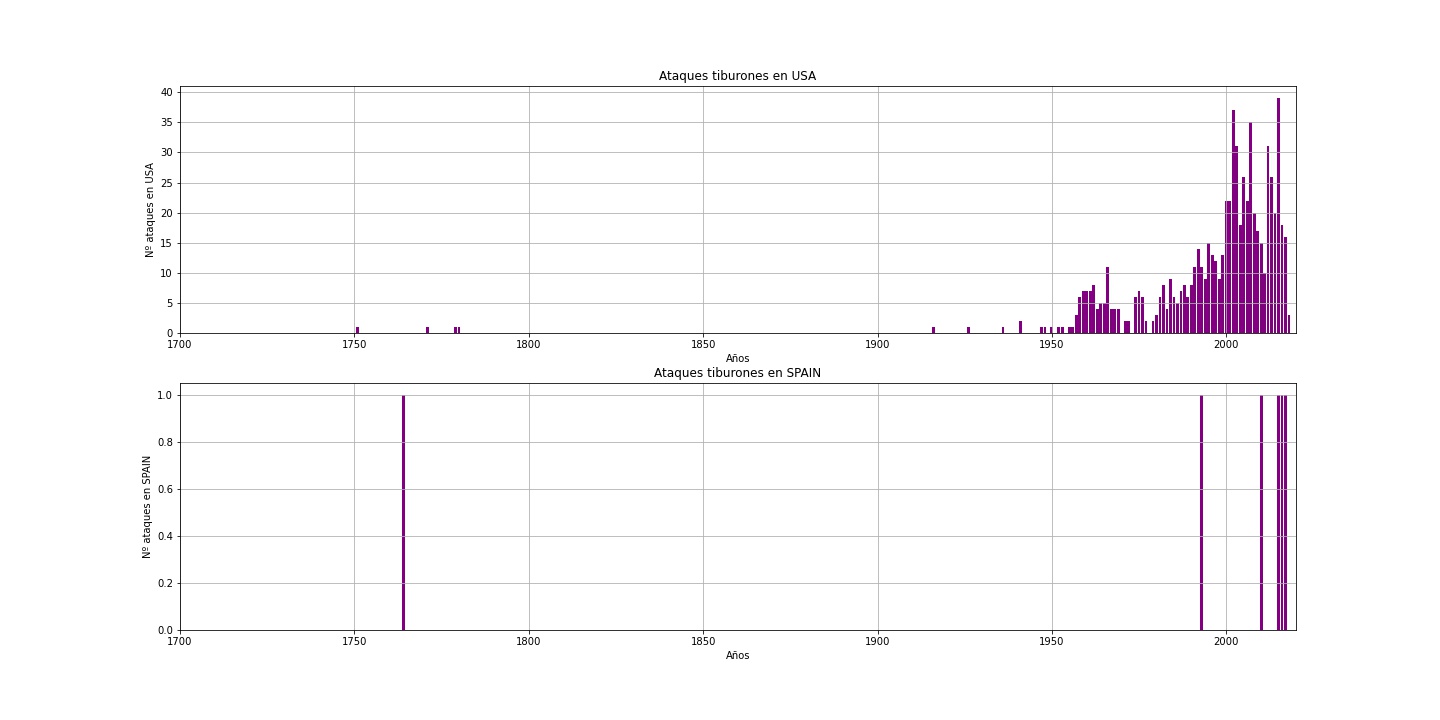 Ataques tiburones en USA
40
35
30
25
20
15
10
5
0
Nº ataques en USA
1700 1750 1800 1850 1900 1950 2000
Años
Ataques tiburones en SPAIN
1.0
0.8
0.6
0.4
0.2
0.0
Nº ataques en SPAIN
1700 1750 1800 1850 1900 1950 2000
Años